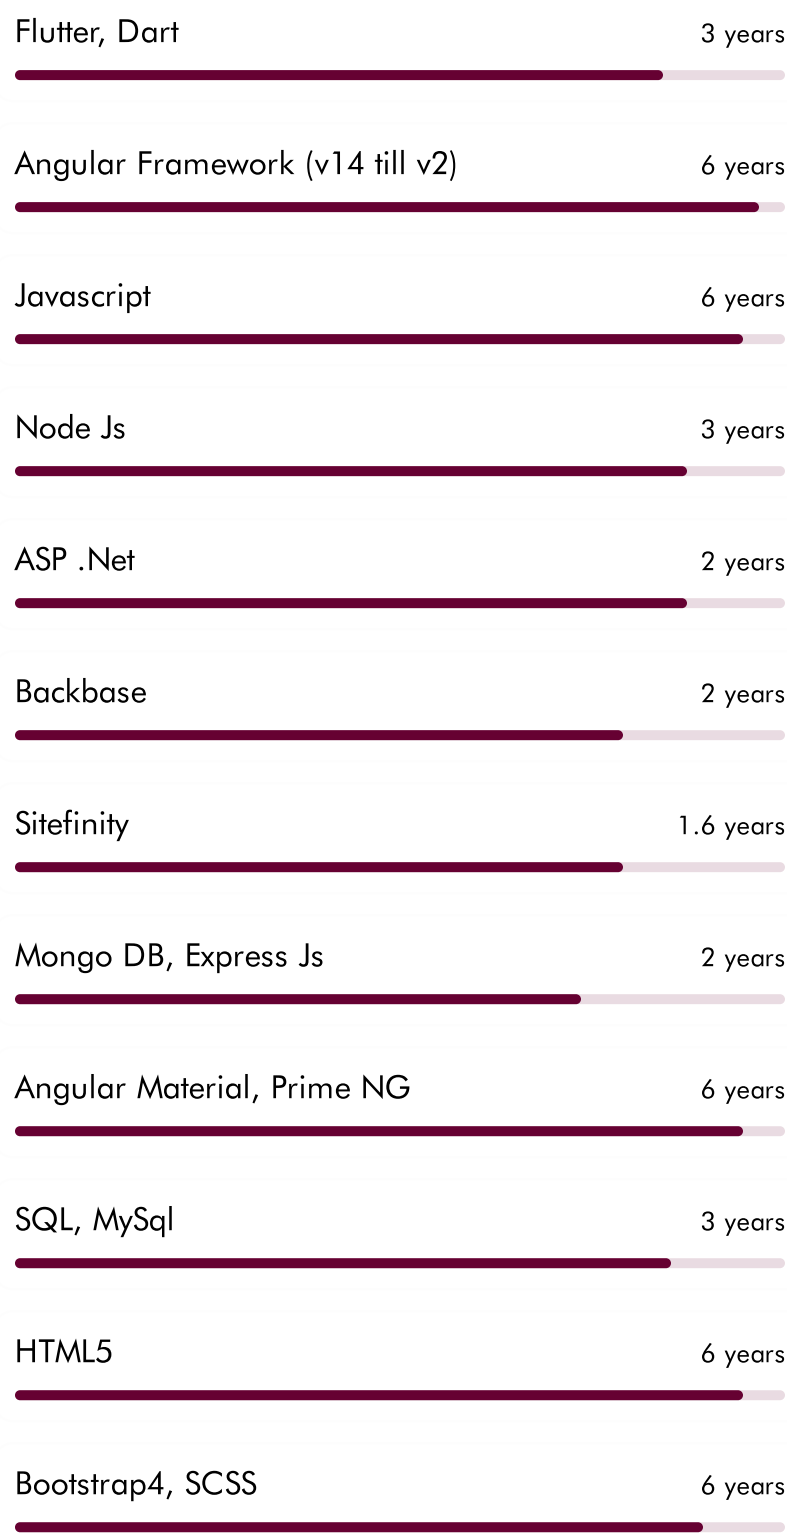 Flutter, Dart 3 years
Angular Framework (v14 till v2) 6 years
Javascript 6 years
Node Js 3 years
ASP .Net 2 years
Backbase 2 years
Sitefinity 1.6 years
Mongo DB, Express Js 2 years
Angular Material, Prime NG 6 years
SQL, MySql 3 years
HTML5 6 years
Bootstrap4, SCSS 6 years